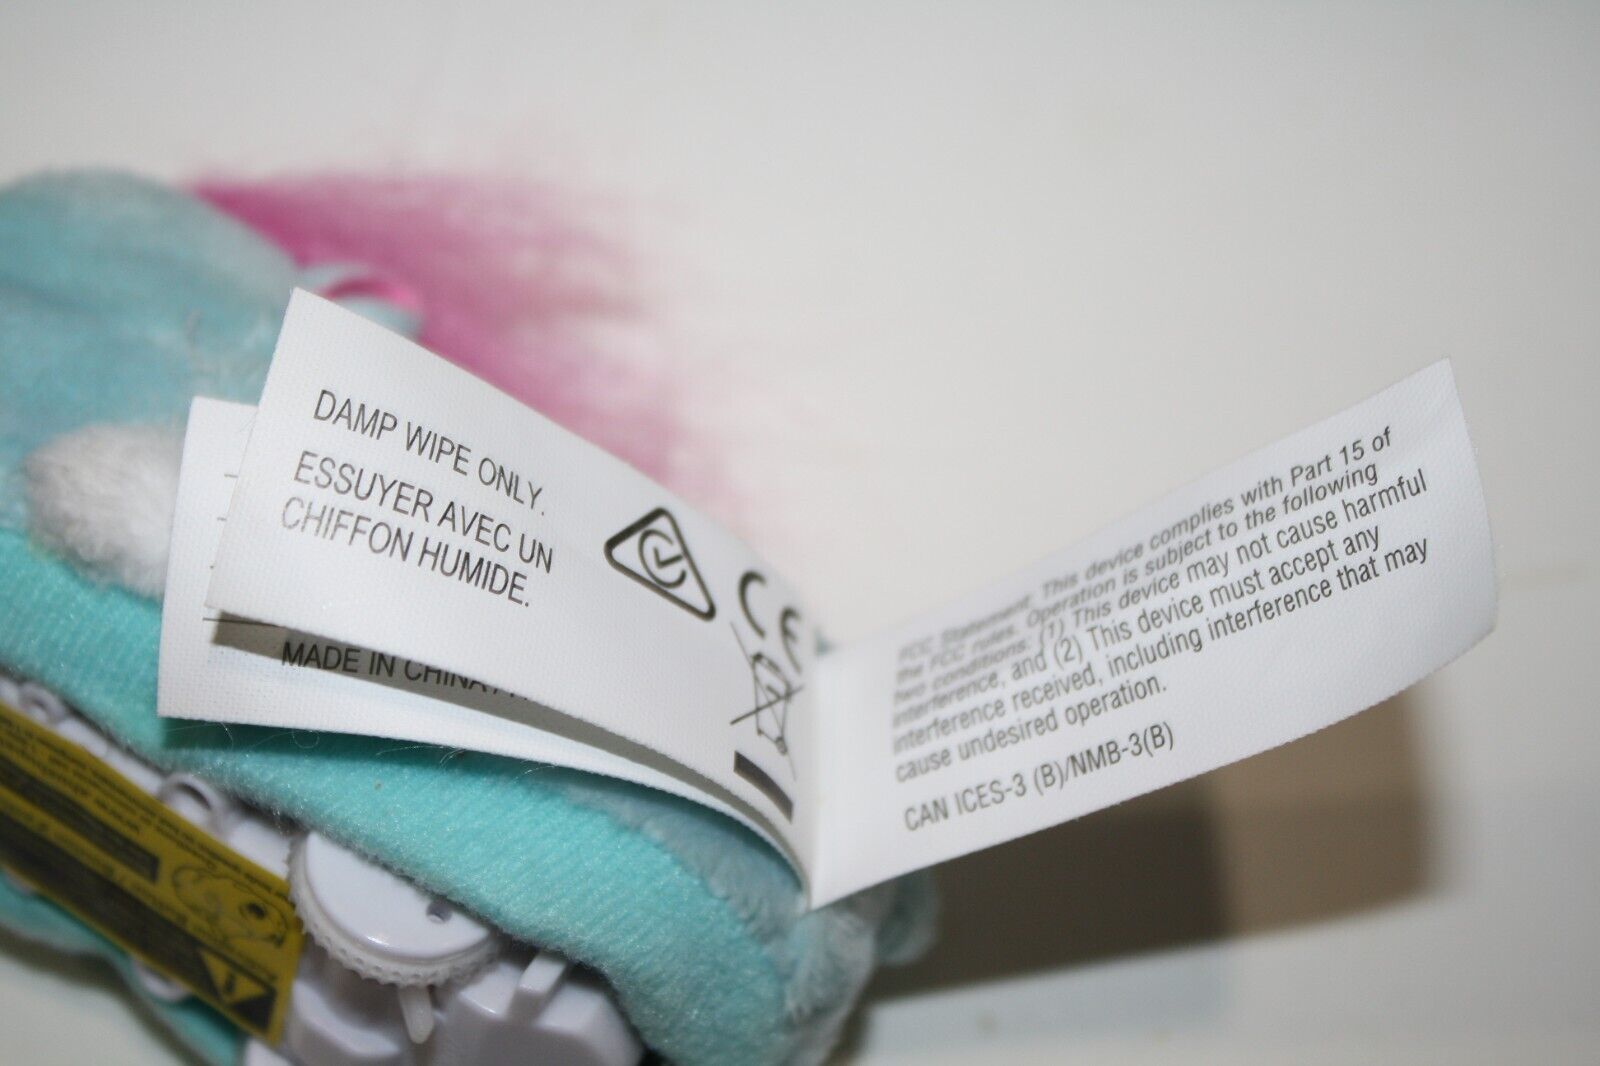 DAMP WIPE ONLY.
ESSUYER AVEC UN
CHIFFON HUMIDE.
CE
MADE IN CHINA
FCC Statement. This device complies with Part 15 of
the FCC rules. Operation is subject to the following
two conditions: (1) This device may not cause harmful
interference, and (2) This device must accept any
interference received, including interference that may
cause undesired operation.
CAN ICES-3 (B)/NMB-3(B)